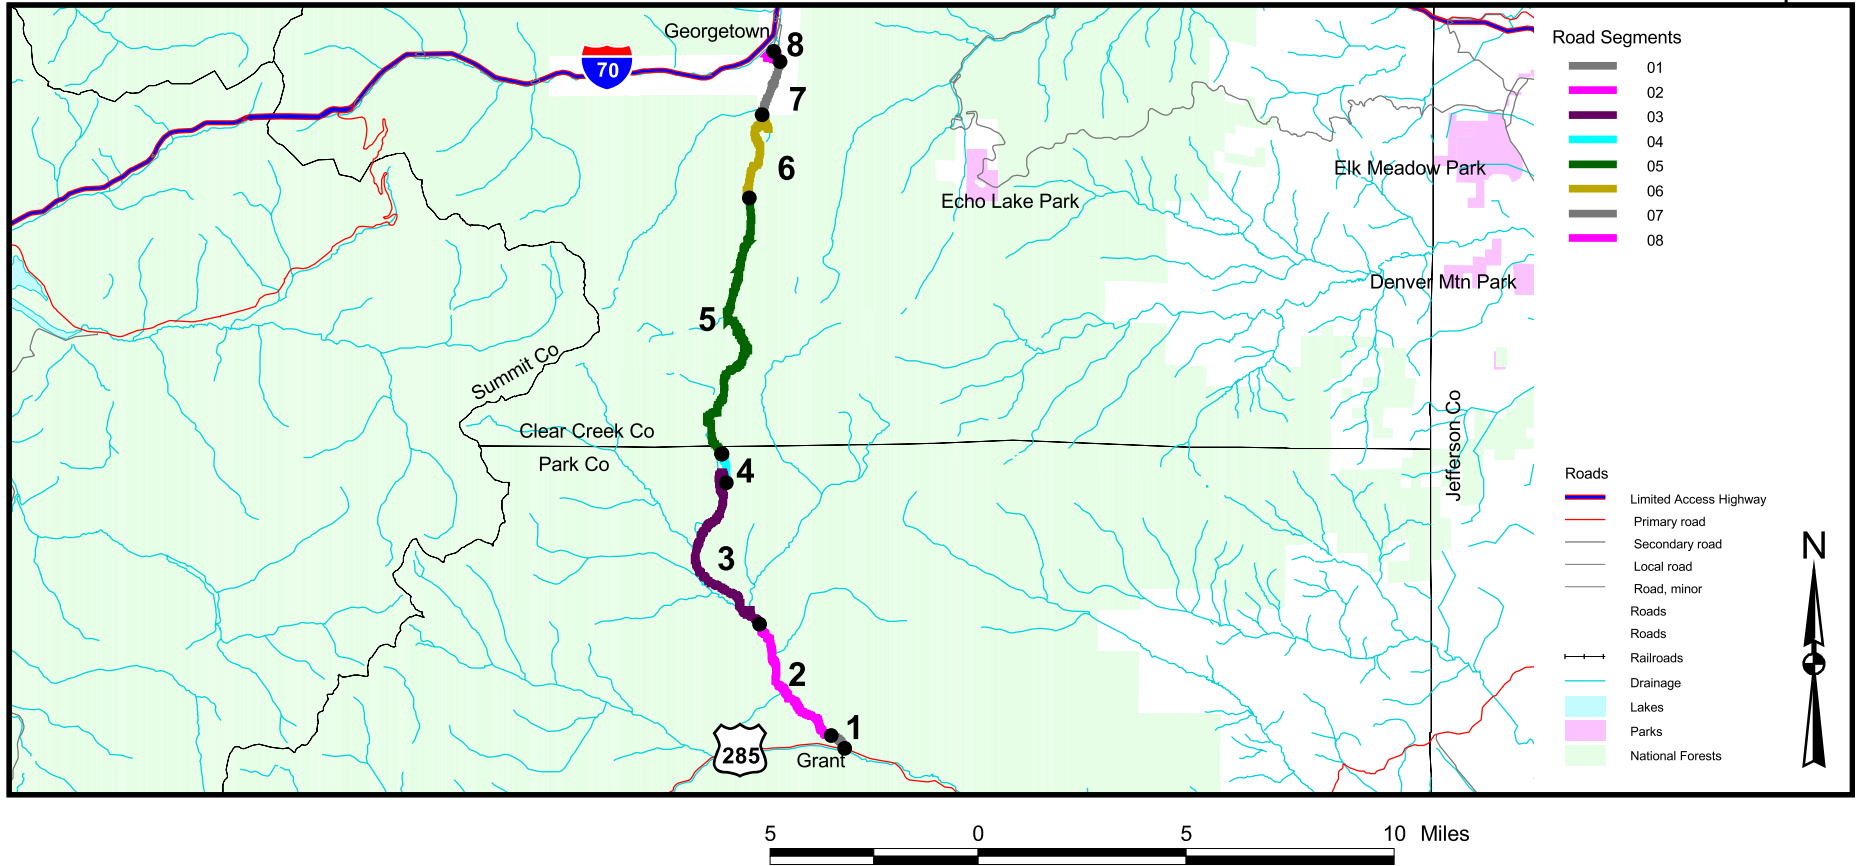 Georgetown
8
70
7
6
5
Summit Co
Clear Creek Co
Park Co
4
3
2
1
285
Grant
Echo Lake Park
Elk Meadow Park
Denver Mtn Park
Jefferson Co
Road Segments
01
02
03
04
05
06
07
08
Roads
Limited Access Highway
Primary road
Secondary road
Local road
Road, minor
Roads
Roads
Railroads
Drainage
Lakes
Parks
National Forests
N
5 0 5 10 Miles